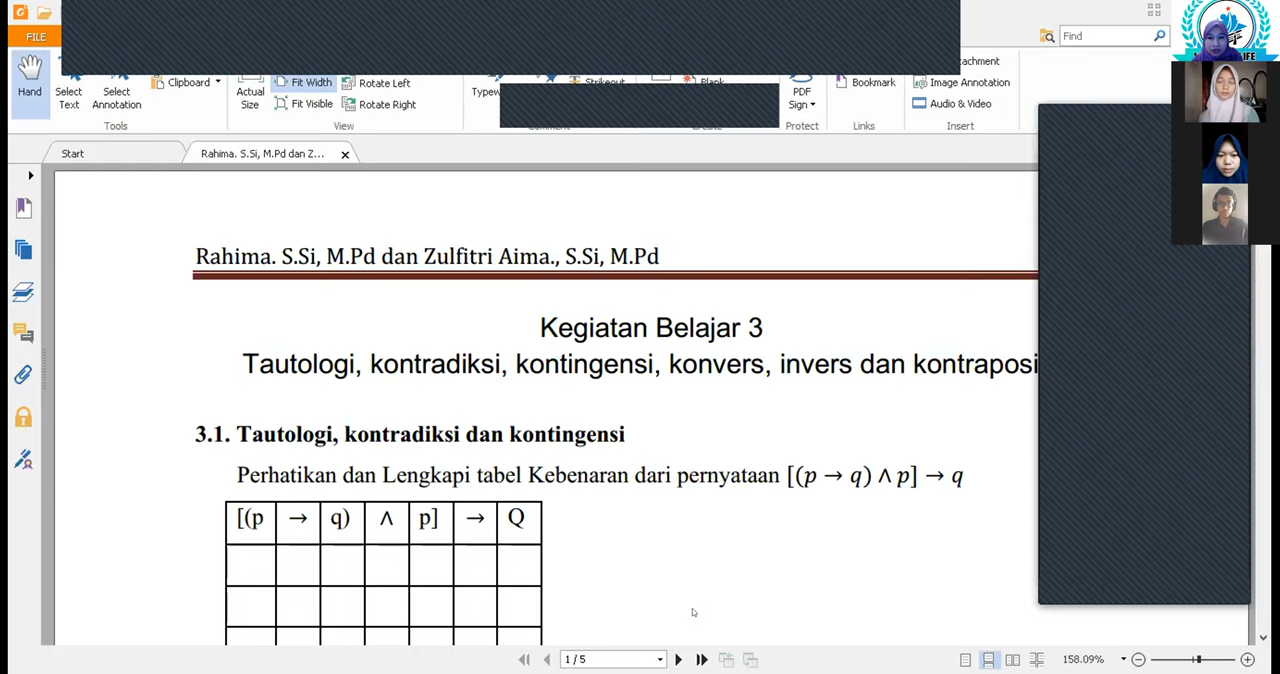 FILE
Find
Hand
Select Text
Select Annotation
Clipboard
Actual Size
Fit Width
Fit Visible
Rotate Left
Rotate Right
Strikeout
Blank
PDF Sign
Bookmark
Image Annotation
Audio & Video
Tools
View
Protect
Links
Insert
Start
Rahima. S.Si, M.Pd dan Z...
Rahima. S.Si, M.Pd dan Zulfitri Aima., S.Si, M.Pd
Kegiatan Belajar 3
Tautologi, kontradiksi, kontingensi, konvers, invers dan kontraposi
3.1. Tautologi, kontradiksi dan kontingensi
Perhatikan dan Lengkapi tabel Kebenaran dari pernyataan [(p → q) ∧ p] → q
[(p → q) ∧ p] → Q
1 / 5
158.09%